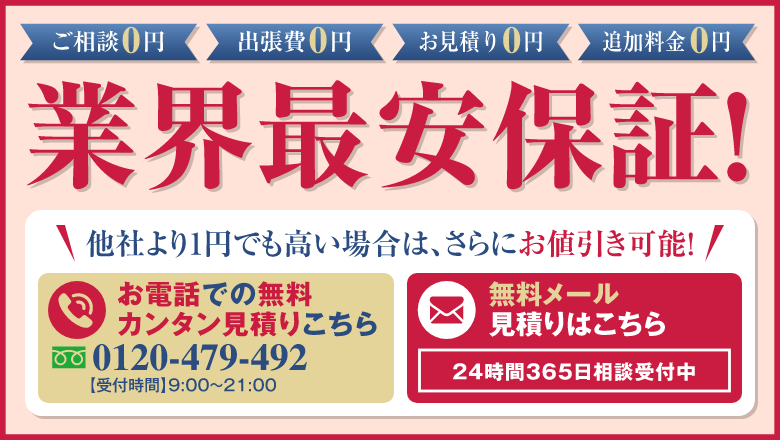 ご相談0円
出張費0円
お見積り0円
追加料金0円
業界最安保証!
他社より1円でも高い場合は、さらにお値引き可能!
お電話での無料
カンタン見積りこちら
0120-479-492
【受付時間】9:00〜21:00
無料メール
見積りはこちら
24時間365日相談受付中